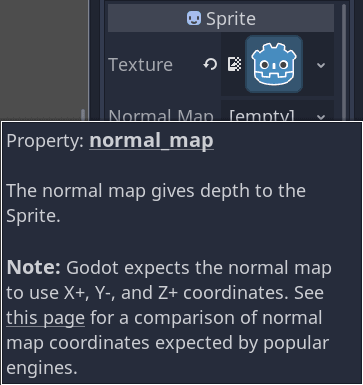 Sprite
Texture
Normal Map [empty]
Property: normal_map
The normal map gives depth to the
Sprite.
Note: Godot expects the normal map
to use X+, Y-, and Z+ coordinates. See
this page for a comparison of normal
map coordinates expected by popular
engines.